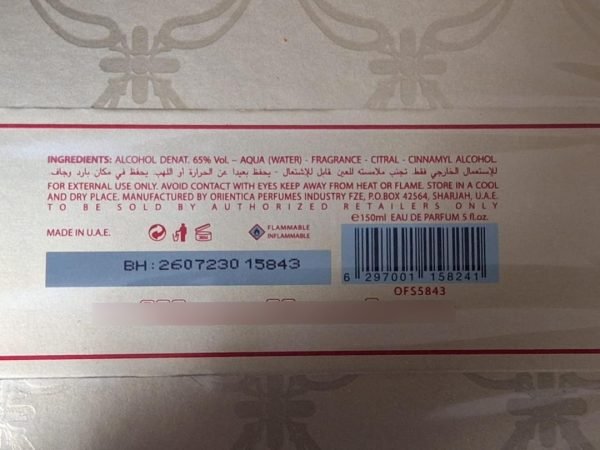 INGREDIENTS: ALCOHOL DENAT. 65% Vol. – AQUA (WATER) - FRAGRANCE - CITRAL - CINNAMYL ALCOHOL.
للإستعمال الخارجي فقط. تجنب ملامسته للعين. قابل للإشتعال - يحفظ بعيدا عن الحرارة أو اللهب. يحفظ في مكان بارد وجاف.
FOR EXTERNAL USE ONLY. AVOID CONTACT WITH EYES KEEP AWAY FROM HEAT OR FLAME. STORE IN A COOL
AND DRY PLACE. MANUFACTURED BY ORIENTICA PERFUMES INDUSTRY FZE, P.O.BOX 42564, SHARJAH, U.A.E.
TO BE SOLD BY AUTHORIZED RETAILERS ONLY
e150ml EAU DE PARFUM 5 fl.oz.
MADE IN U.A.E.
FLAMMABLE
INFLAMMABLE
BH:2607230 15843
6 297001 158241
OFS5843